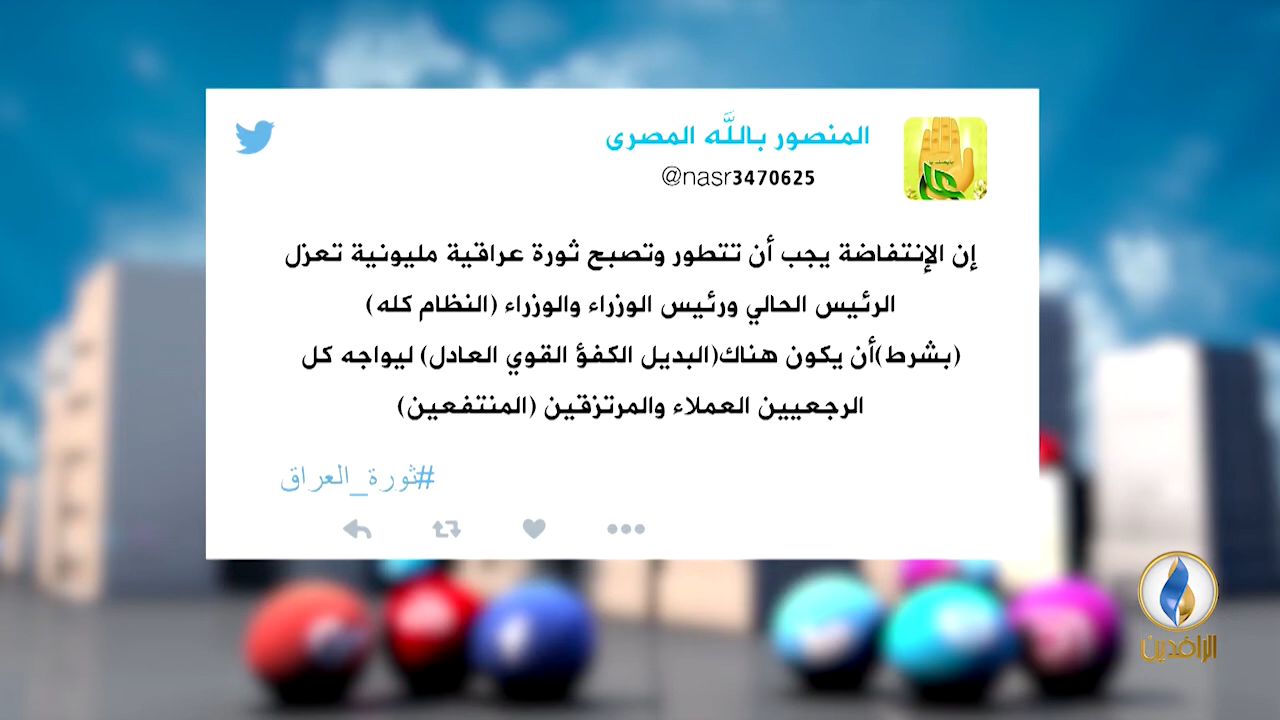 المنصور باللَّه المصرى
@nasr3470625
إن الإنتفاضة يجب أن تتطور وتصبح ثورة عراقية مليونية تعزل
الرئيس الحالي ورئيس الوزراء والوزراء (النظام كله)
(بشرط)أن يكون هناك(البديل الكفؤ القوي العادل) ليواجه كل
الرجعيين العملاء والمرتزقين (المنتفعين)
#ثورة_العراق
الرافدين